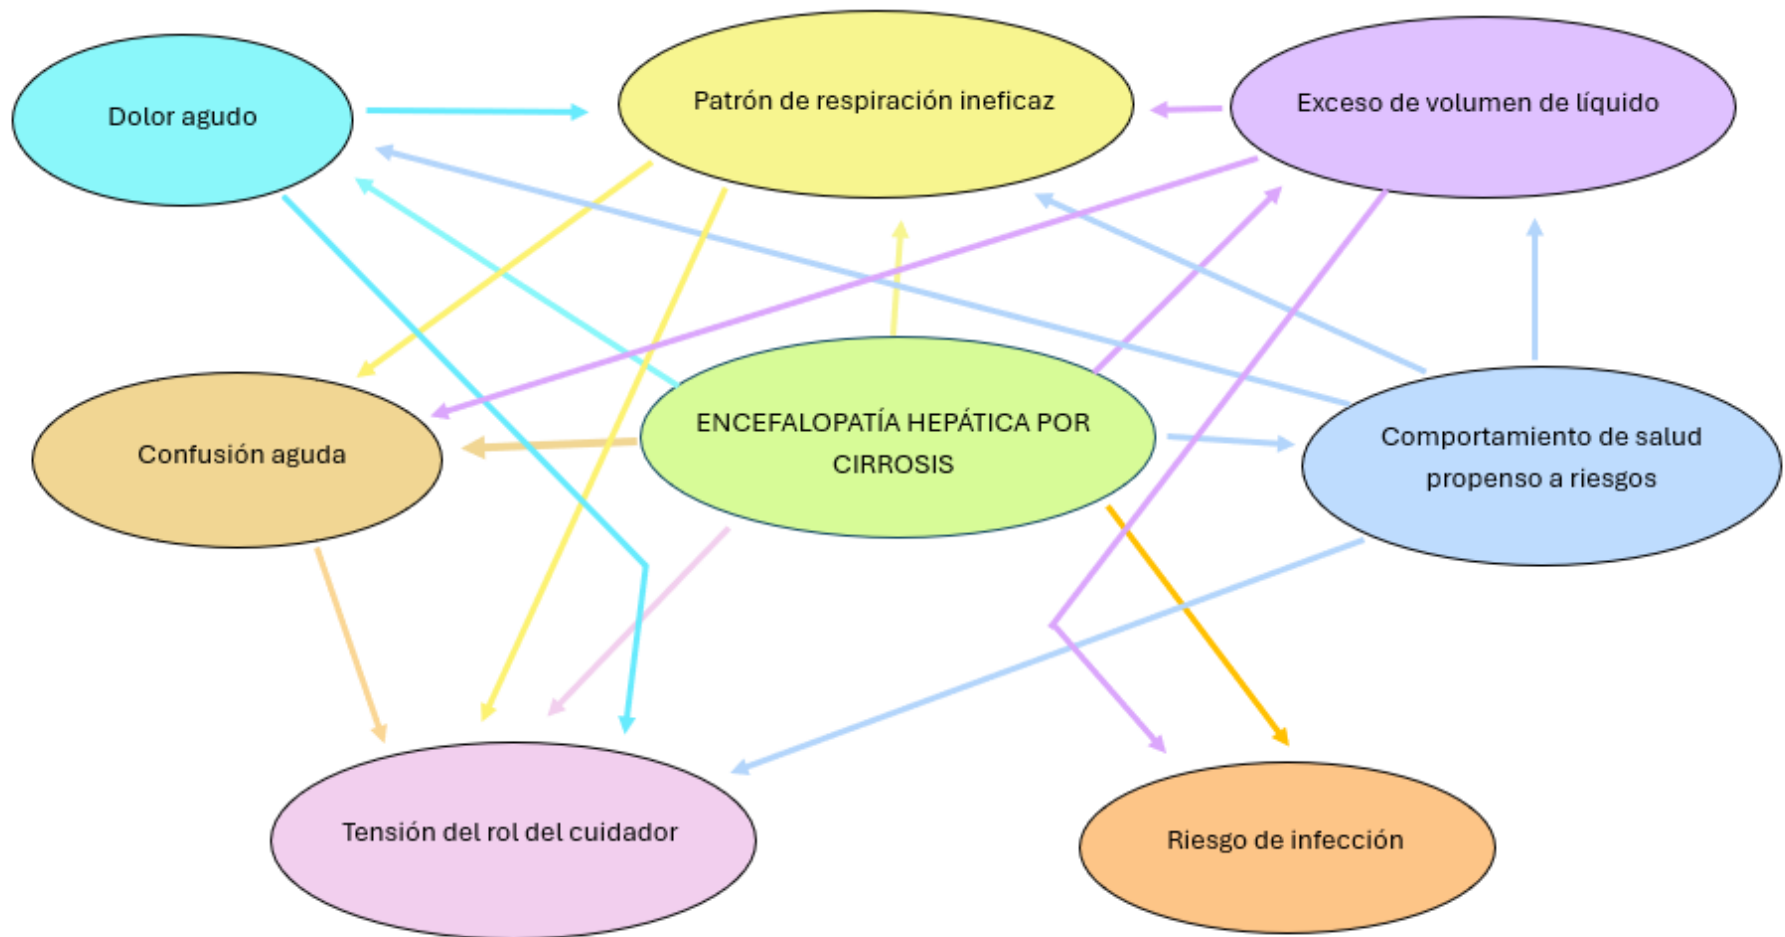 Dolor agudo
Patrón de respiración ineficaz
Exceso de volumen de líquido
Confusión aguda
ENCEFALOPATÍA HEPÁTICA POR
CIRROSIS
Comportamiento de salud
propenso a riesgos
Tensión del rol del cuidador
Riesgo de infección